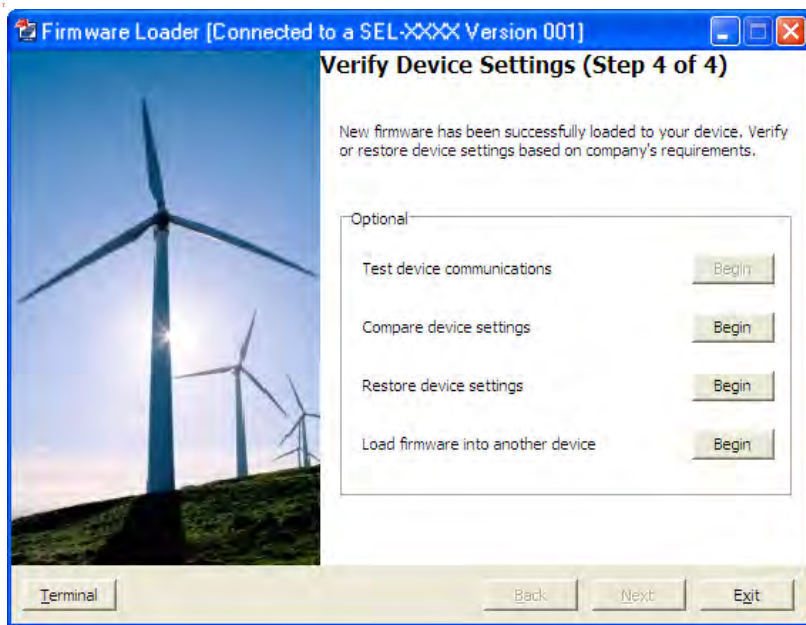 Firmware Loader [Connected to a SEL-XXXX Version 001]
Verify Device Settings (Step 4 of 4)
New firmware has been successfully loaded to your device. Verify
or restore device settings based on company's requirements.
Optional
Test device communications Begin
Compare device settings Begin
Restore device settings Begin
Load firmware into another device Begin
Terminal Back Next Exit